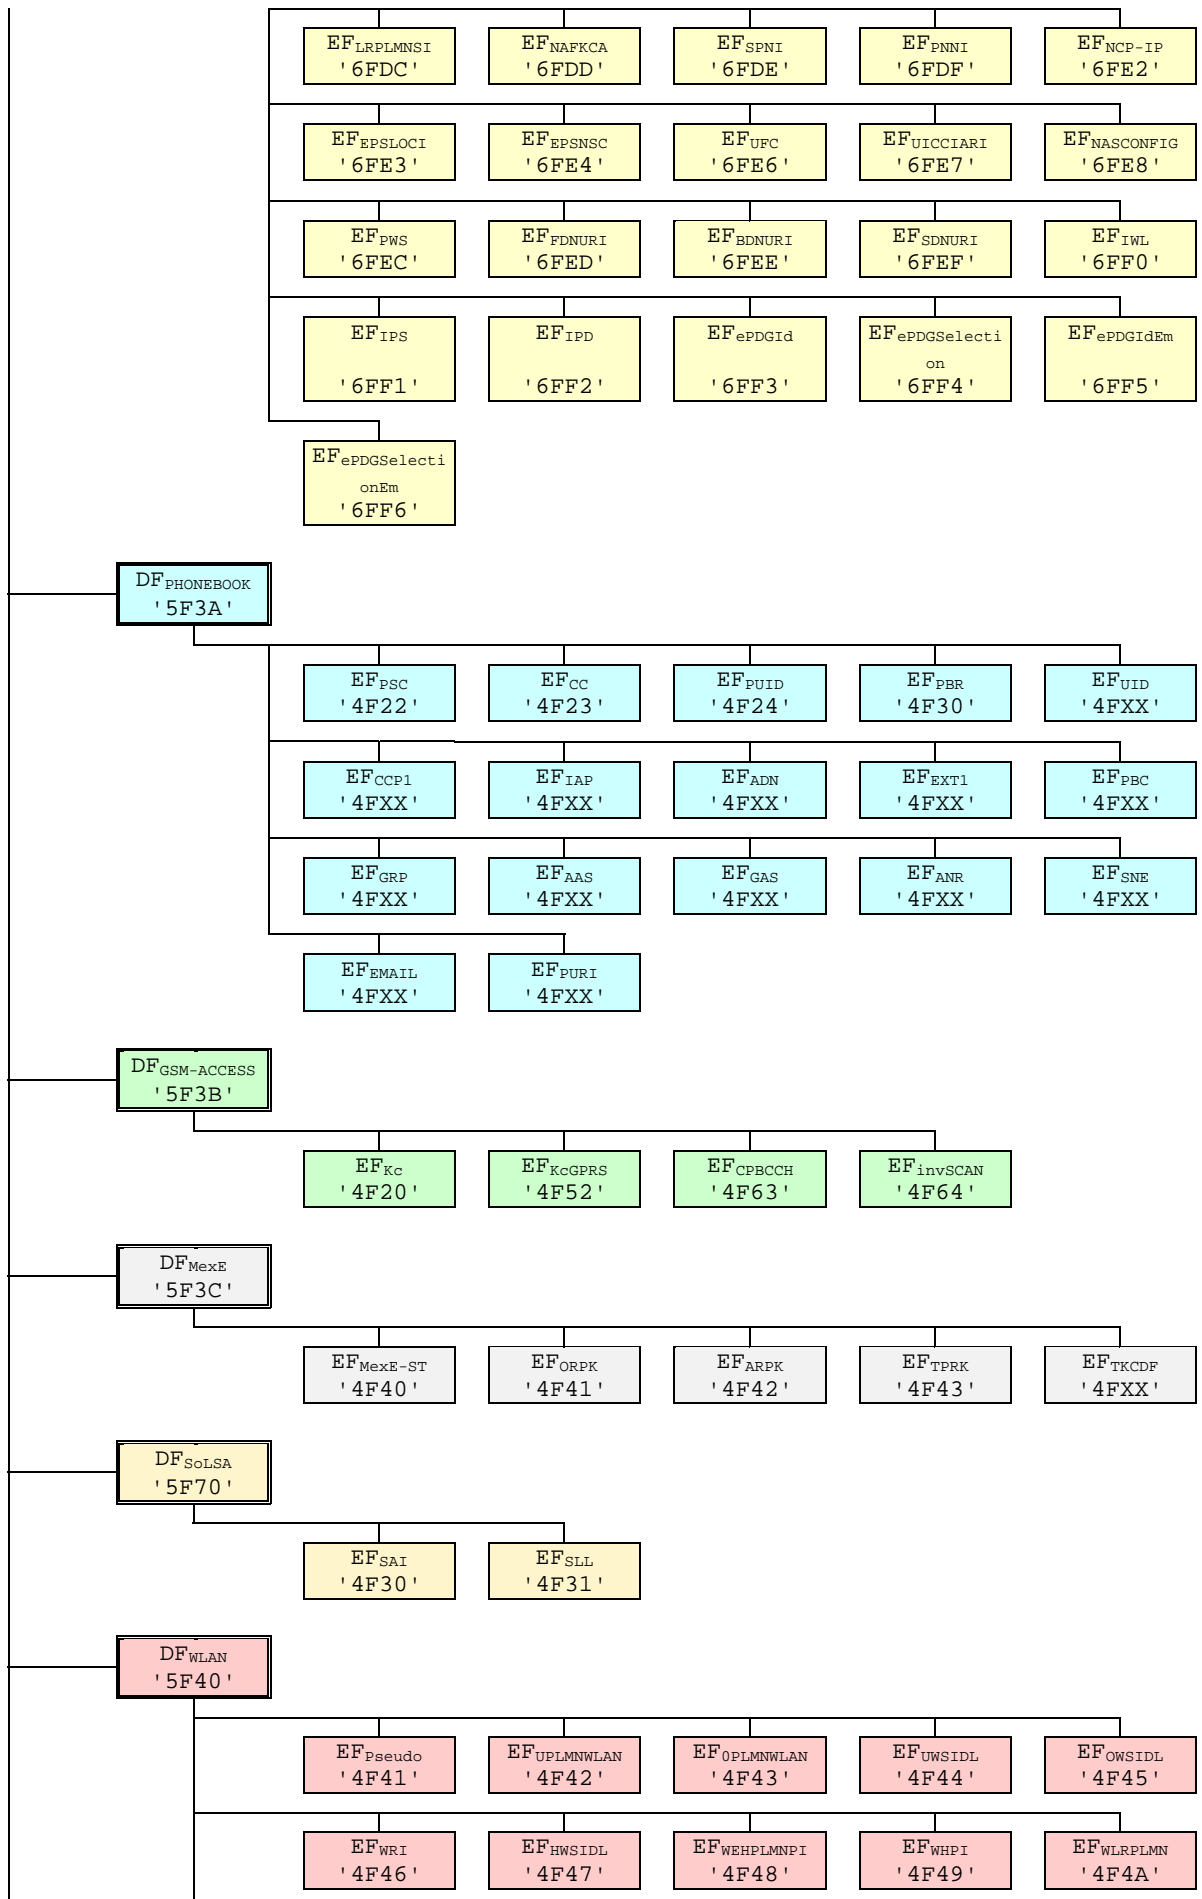 EFLRPLMNSI EFNAFKCA EFSPNI EFPNNI EFNCP-IP
'6FDC' '6FDD' '6FDE' '6FDF' '6FE2'
EFEPSLOCI EFEPSNSC EFUFC EFUICCIARI EFNASCONFIG
'6FE3' '6FE4' '6FE6' '6FE7' '6FE8'
EFPWS EFFDNURI EFBDNURI EFSDNURI EFIWL
'6FEC' '6FED' '6FEE' '6FEF' '6FF0'
EFIPS EFIPD EFePDGId EFePDGSelecti EFePDGIdEm
on
'6FF1' '6FF2' '6FF3' '6FF4' '6FF5'
EFePDGSelecti
onEm
'6FF6'
DFPHONEBOOK
'5F3A'
EFPSC EFCC EFPUID EFPBR EFUID
'4F22' '4F23' '4F24' '4F30' '4FXX'
EFCCP1 EFIAP EFADN EFEXT1 EFPBC
'4FXX' '4FXX' '4FXX' '4FXX' '4FXX'
EFGRP EFAAS EFGAS EFANR EFSNE
'4FXX' '4FXX' '4FXX' '4FXX' '4FXX'
EFEMAIL EFPURI
'4FXX' '4FXX'
DFGSM-ACCESS
'5F3B'
EFKc EFKcGPRS EFCPBCCH EFinvSCAN
'4F20' '4F52' '4F63' '4F64'
DFMexE
'5F3C'
EFMexE-ST EFORPK EFARPK EFTPRK EFTKCDF
'4F40' '4F41' '4F42' '4F43' '4FXX'
DFSoLSA
'5F70'
EFSAI EFSLL
'4F30' '4F31'
DFWLAN
'5F40'
EFPseudo EFUPLMNWLAN EF0PLMNWLAN EFUWSIDL EFOWSIDL
'4F41' '4F42' '4F43' '4F44' '4F45'
EFWRI EFHWSIDL EFWEHPLMNPI EFWHPI EFWLRPLMN
'4F46' '4F47' '4F48' '4F49' '4F4A'